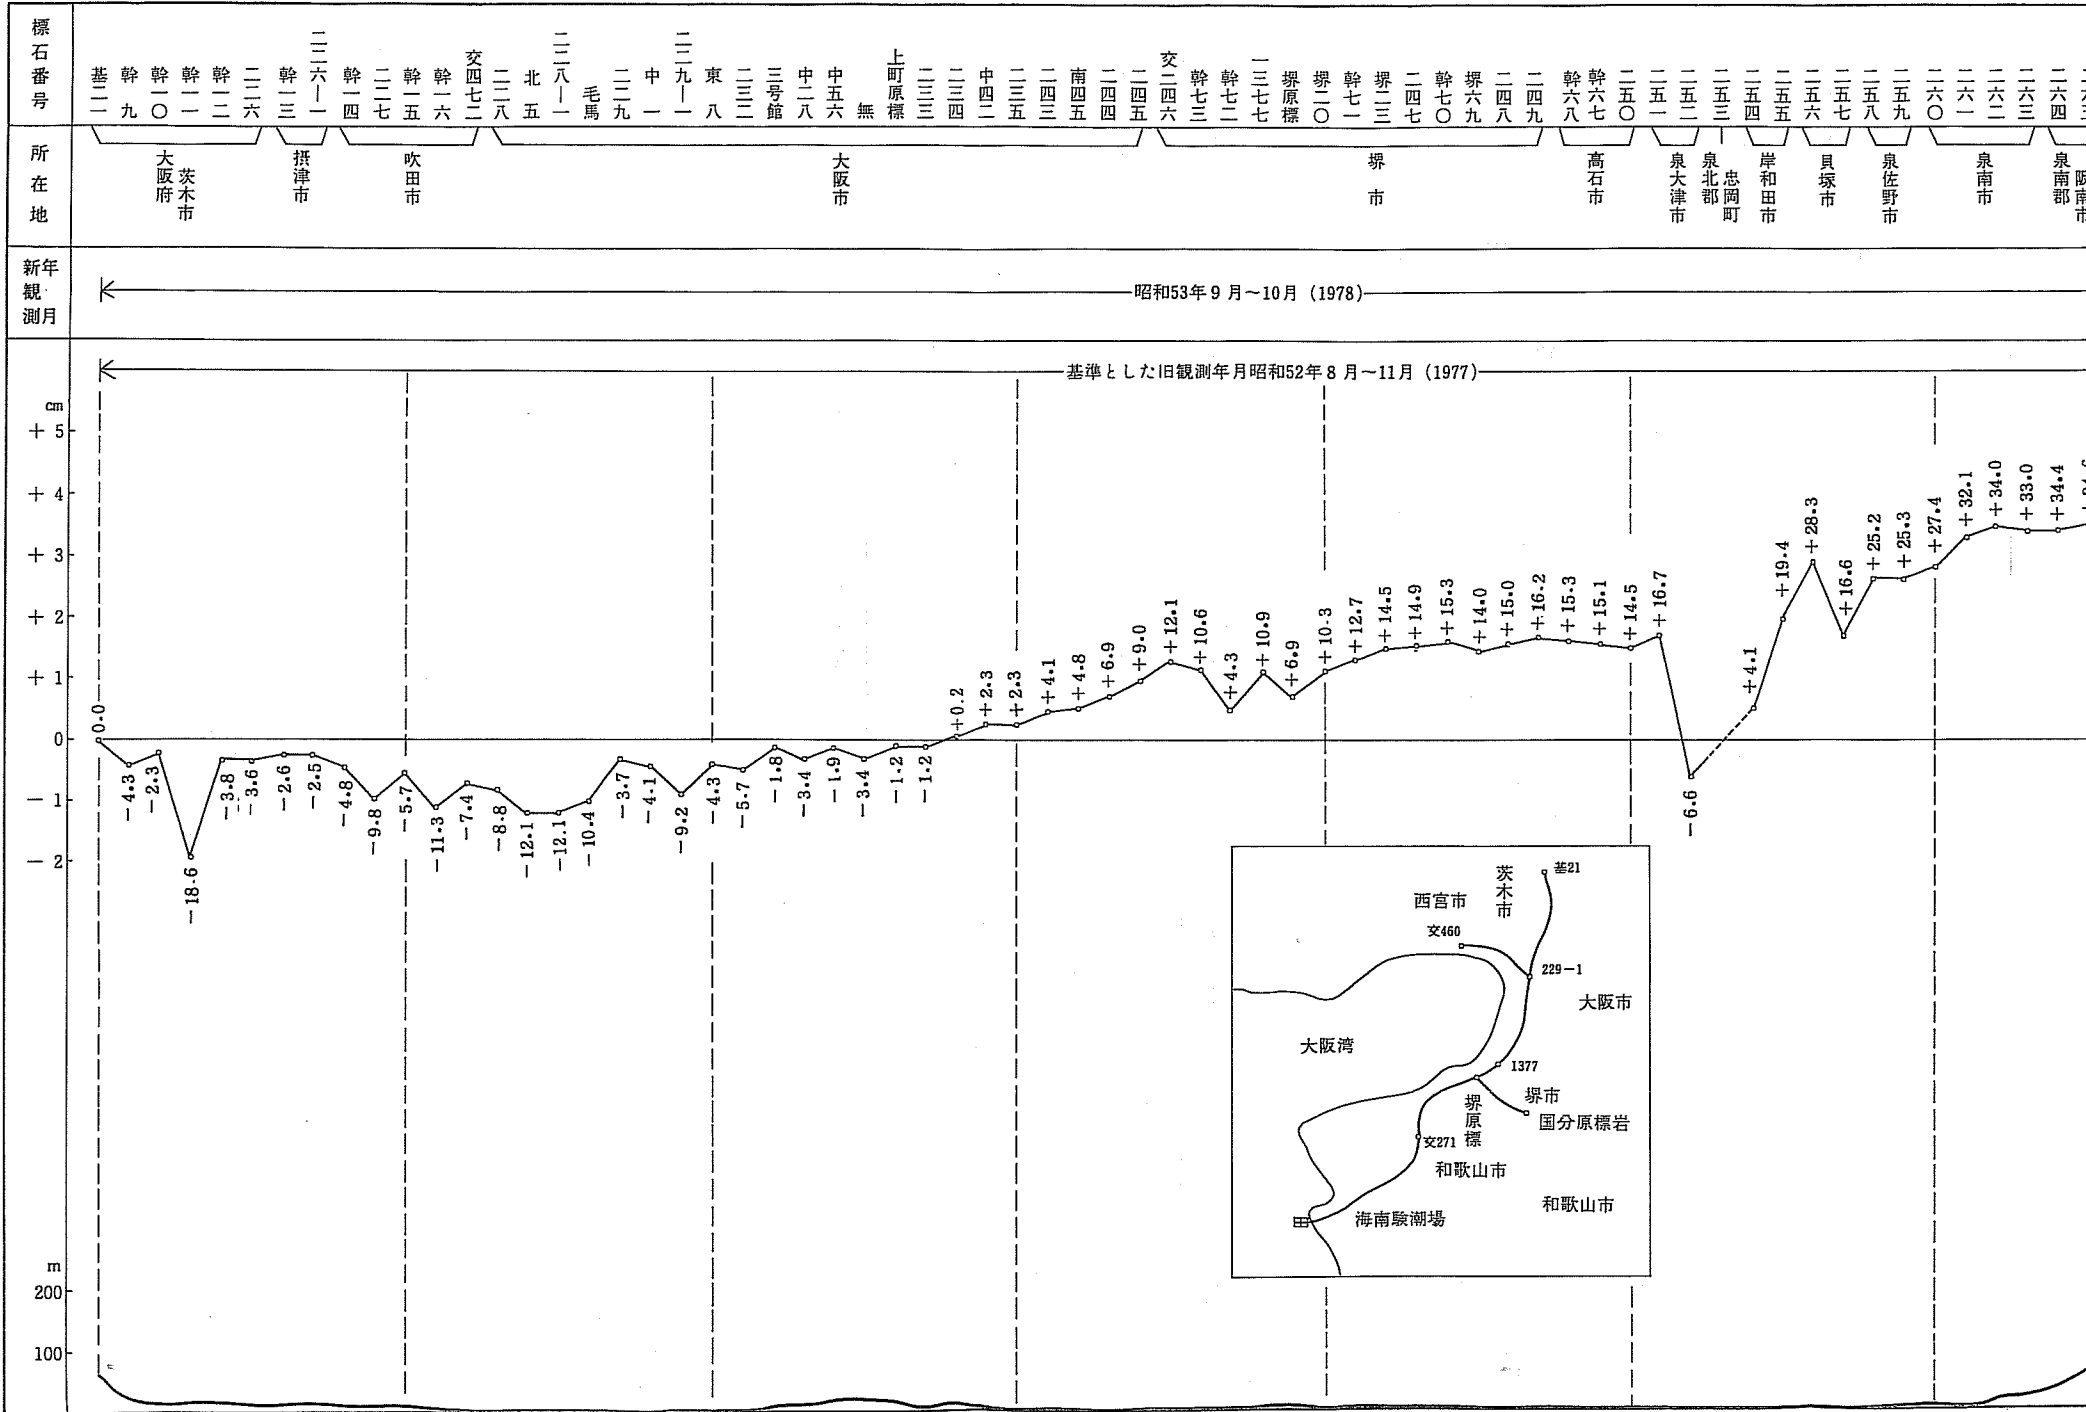 標石番号
基二一
幹九
幹一〇
幹一一
幹一二
二二六
幹一三
二二六―一
幹一四
二二七
幹一五
幹一六
交四七二
二二八
北五
二二八―一
毛馬
二二九
中一
二二九―一
東八
二三二
三号館
中二八
中五六
無
上町原標
二三三
二三四
中四二
二三五
二四三
南四五
二四四
二四五
交二四六
幹七三
幹七二
一三七七
堺原標
堺二〇
幹七一
堺二三
二四七
幹七〇
堺六九
二四八
二四九
幹六八
幹六七
二五〇
二五一
二五二
二五三
二五四
二五五
二五六
二五七
二五八
二五九
二六〇
二六一
二六二
二六三
二六四
所在地
大阪府
茨木市
摂津市
吹田市
大阪市
堺市
高石市
泉大津市
泉北郡
忠岡町
岸和田市
貝塚市
泉佐野市
泉南市
泉南郡
阪南市
新観測
年月
昭和53年9月~10月 (1978)
基準とした旧観測年月昭和52年8月~11月 (1977)
cm
+ 5
+ 4
+ 3
+ 2
+ 1
0
- 1
- 2
0.0
-4.3
-2.3
-18.6
-3.8
-3.6
-2.6
-2.5
-4.8
-9.8
-5.7
-11.3
-7.4
-8.8
-12.1
-12.1
-10.4
-3.7
-4.1
-9.2
-4.3
-5.7
-1.8
-3.4
-1.9
-3.4
-1.2
-1.2
+0.2
+2.3
+2.3
+4.1
+4.8
+6.9
+9.0
+12.1
+10.6
+4.3
+10.9
+6.9
+10.3
+12.7
+14.5
+14.9
+15.3
+14.0
+15.0
+16.2
+15.3
+15.1
+14.5
+16.7
-6.6
+4.1
+19.4
+28.3
+16.6
+25.2
+25.3
+27.4
+32.1
+34.0
+33.0
+34.4
基21
茨木市
西宮市
交460
229-1
大阪市
大阪湾
1377
堺市
堺原標
国分原標岩
交271
和歌山市
和歌山市
海南験潮場
m
200
100